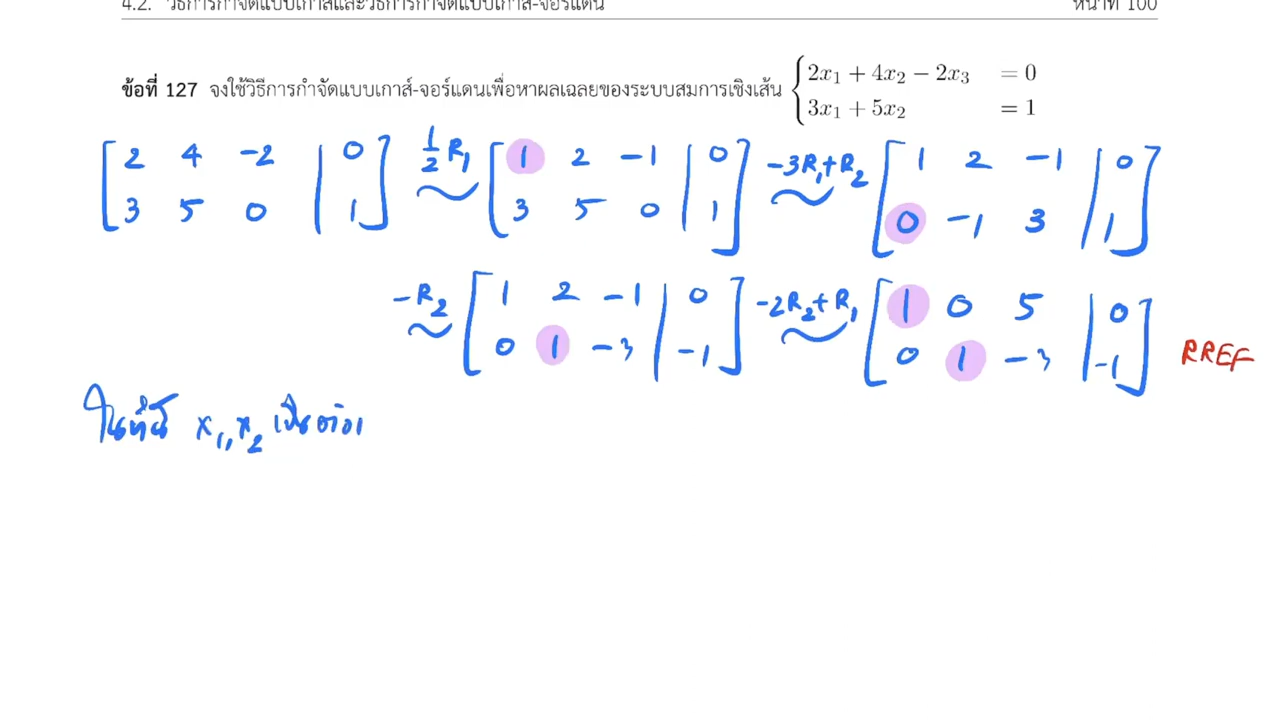 4.2. วิธีการกำจัดแบบเกาส์และวิธีการกำจัดแบบเกาส์-จอร์แดน หน้าที่ 100
ข้อที่ 127 จงใช้วิธีการกำจัดแบบเกาส์-จอร์แดนเพื่อหาผลเฉลยของระบบสมการเชิงเส้น { 2x₁ + 4x₂ − 2x₃ = 0
3x₁ + 5x₂ = 1
[ 2 4 -2 | 0 ] ½R₁ [ 1 2 -1 | 0 ] -3R₁+R₂ [ 1 2 -1 | 0 ]
[ 3 5 0 | 1 ] ~ [ 3 5 0 | 1 ] ~ [ 0 -1 3 | 1 ]
-R₂ [ 1 2 -1 | 0 ] -2R₂+R₁ [ 1 0 5 | 0 ]
~ [ 0 1 -3 | -1 ] ~ [ 0 1 -3 | -1 ] RREF
ในที่นี้ x₁, x₂ เป็น